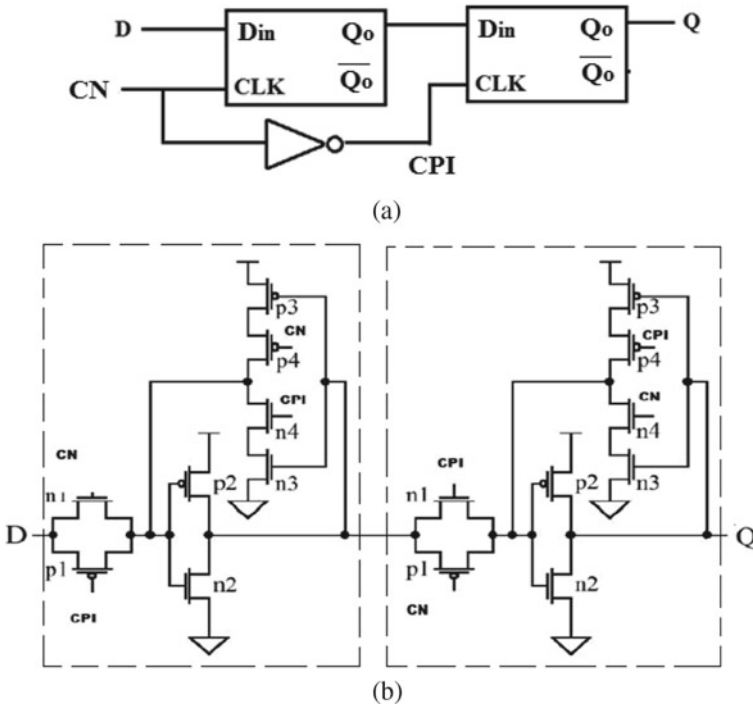 D Din Qo Din Qo Q
Qo Qo
CN CLK CLK
CPI
(a)
p3 p3
CN CPI
p4 p4
CPI CN
n4 n4
CN p2 n3 CPI p2 n3
n1 n1
D Q
p1 n2 p1 n2
CPI CN
(b)